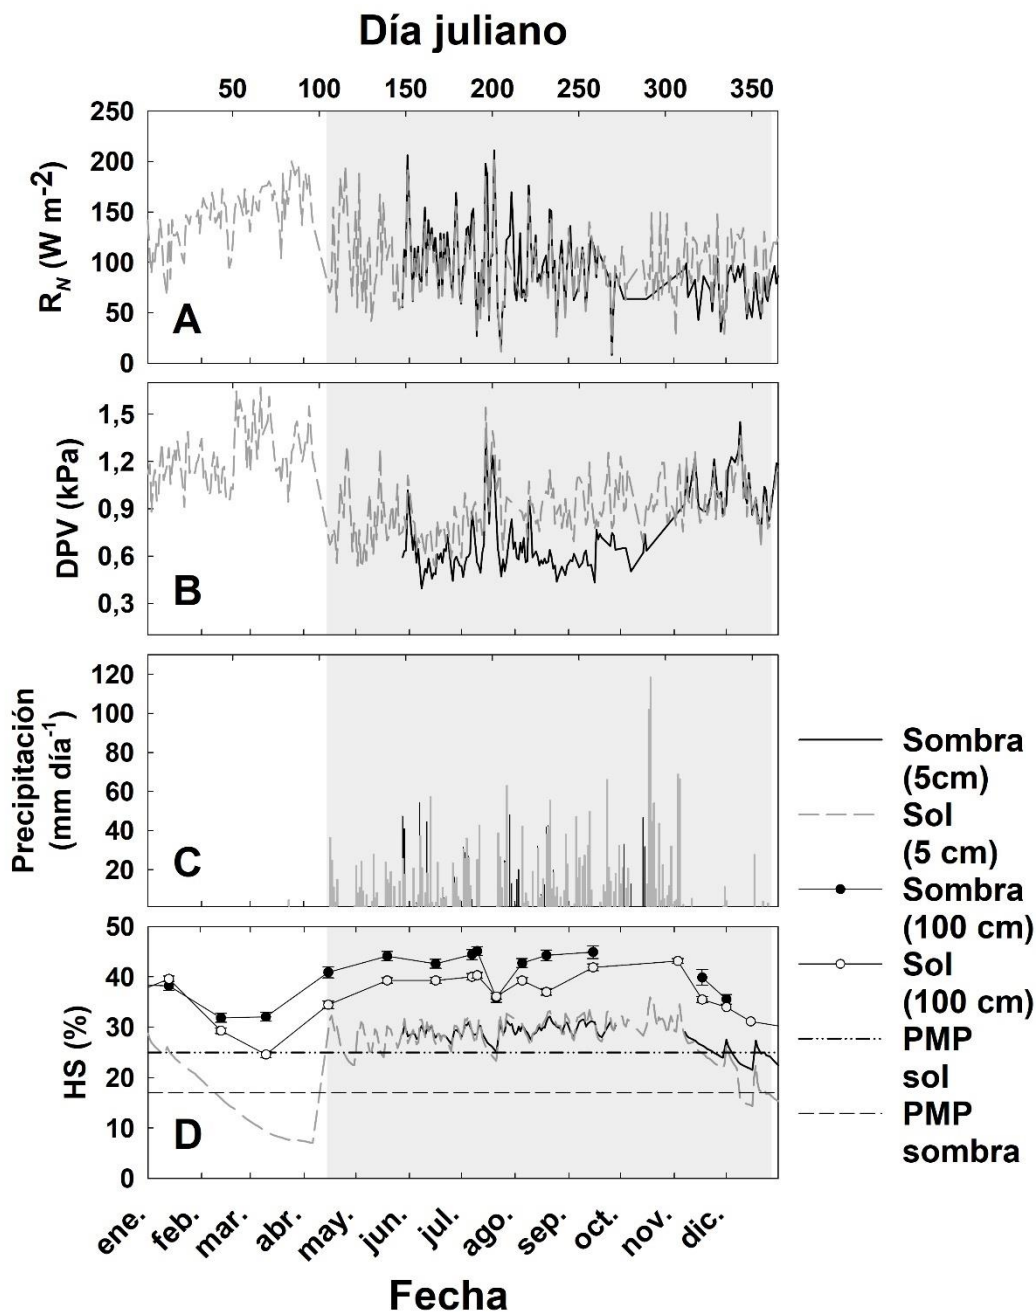 Día juliano
50 100 150 200 250 300 350
250
200
150
100
50
0
R_N (W m⁻²)
A
1,5
1,2
0,9
0,6
0,3
DPV (kPa)
B
120
100
80
60
40
20
Precipitación
(mm día⁻¹)
C
50
40
30
20
10
0
HS (%)
D
ene. feb. mar. abr. may. jun. jul. ago. sep. oct. nov. dic.
Fecha
Sombra
(5cm)
Sol
(5 cm)
Sombra
(100 cm)
Sol
(100 cm)
PMP
sol
PMP
sombra